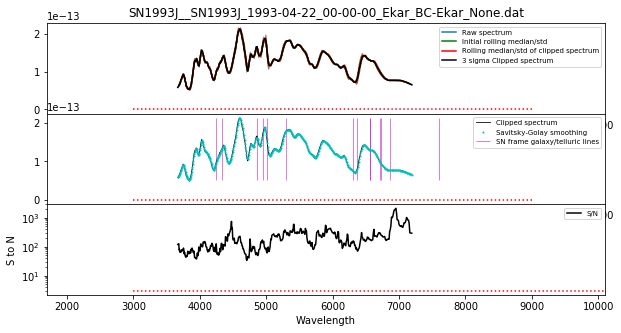 SN1993J__SN1993J_1993-04-22_00-00-00_Ekar_BC-Ekar_None.dat
1e−13
2
1
0
Raw spectrum
Initial rolling median/std
Rolling median/std of clipped spectrum
3 sigma Clipped spectrum
1e−13
2
1
0
Clipped spectrum
Savitsky-Golay smoothing
SN frame galaxy/telluric lines
S to N
10³
10²
10¹
S/N
2000 3000 4000 5000 6000 7000 8000 9000 10000
Wavelength